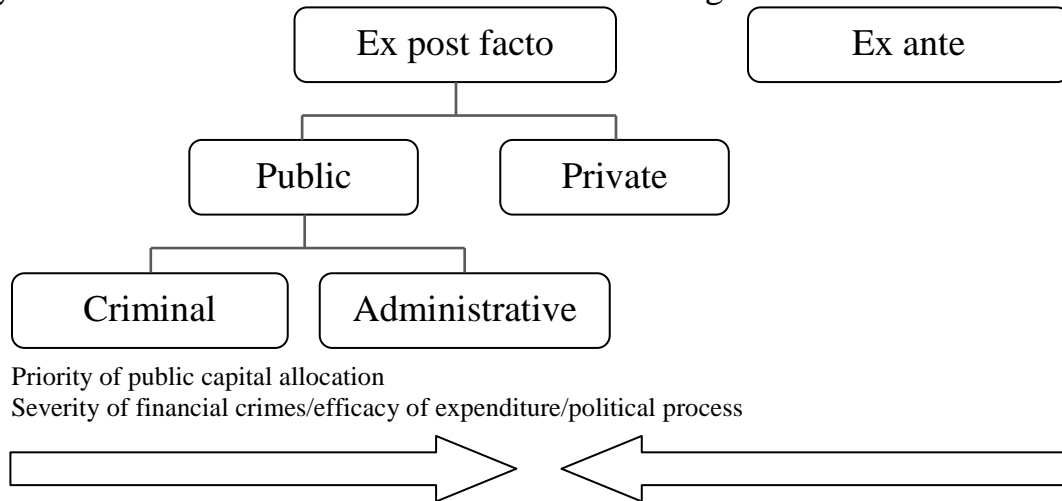 Ex post facto Ex ante
Public Private
Criminal Administrative
Priority of public capital allocation
Severity of financial crimes/efficacy of expenditure/political process